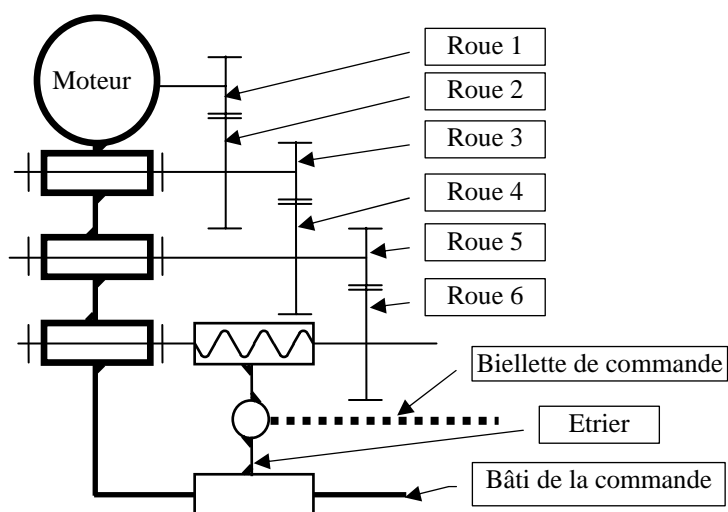 Moteur
Roue 1
Roue 2
Roue 3
Roue 4
Roue 5
Roue 6
Biellette de commande
Etrier
Bâti de la commande